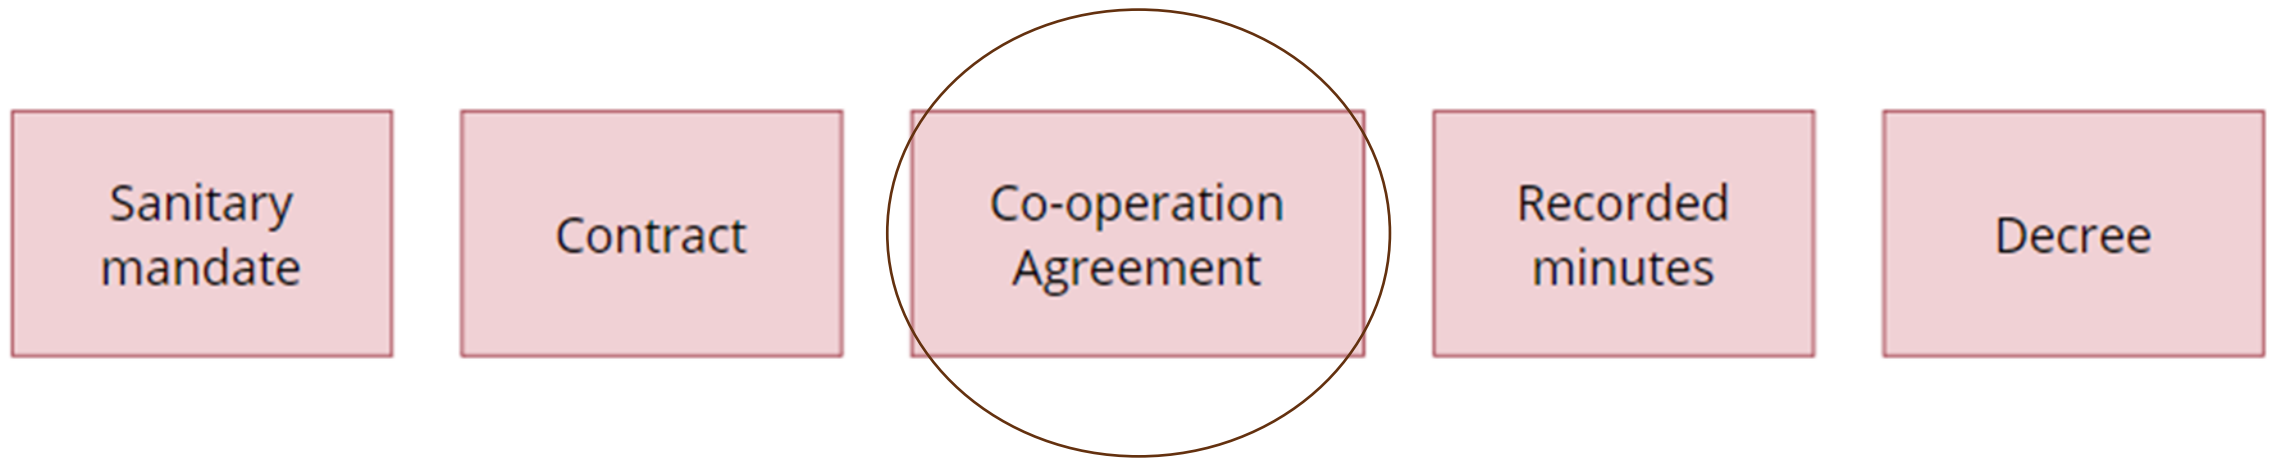 Sanitary
mandate
Contract
Co-operation
Agreement
Recorded
minutes
Decree